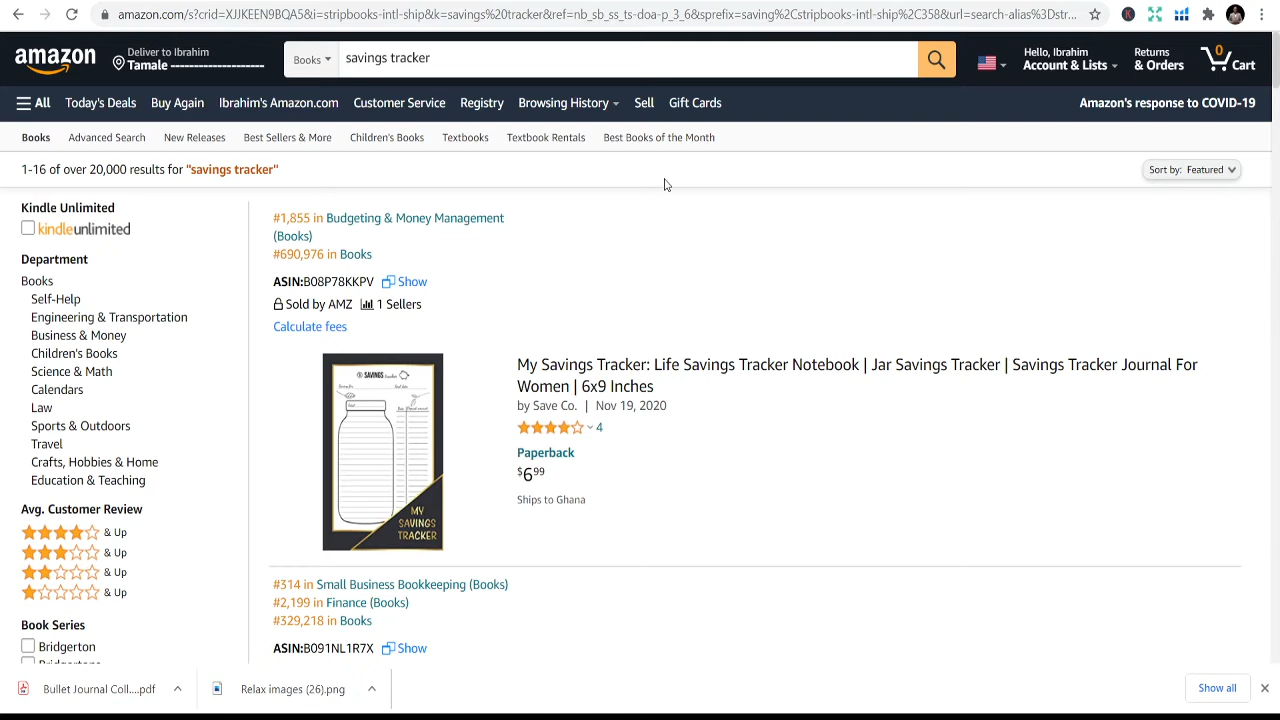 amazon.com/s?crid=XJJKEEN9BQA5&i=stripbooks-intl-ship&k=savings%20tracker&ref=nb_sb_ss_ts-doa-p_3_6&sprefix=saving%2Cstripbooks-intl-ship%2C358&url=search-alias%3Dstr...
amazon
Deliver to Ibrahim
Tamale ------------------
Books
savings tracker
Hello, Ibrahim
Account & Lists
Returns
& Orders
0
Cart
All
Today's Deals
Buy Again
Ibrahim's Amazon.com
Customer Service
Registry
Browsing History
Sell
Gift Cards
Amazon's response to COVID-19
Books
Advanced Search
New Releases
Best Sellers & More
Children's Books
Textbooks
Textbook Rentals
Best Books of the Month
1-16 of over 20,000 results for "savings tracker"
Sort by: Featured
Kindle Unlimited
kindleunlimited
Department
Books
Self-Help
Engineering & Transportation
Business & Money
Children's Books
Science & Math
Calendars
Law
Sports & Outdoors
Travel
Crafts, Hobbies & Home
Education & Teaching
Avg. Customer Review
& Up
& Up
& Up
& Up
Book Series
Bridgerton
#1,855 in Budgeting & Money Management
(Books)
#690,976 in Books
ASIN:B08P78KKPV Show
Sold by AMZ 1 Sellers
Calculate fees
SAVINGS tracker
MY
SAVINGS
TRACKER
My Savings Tracker: Life Savings Tracker Notebook | Jar Savings Tracker | Savings Tracker Journal For
Women | 6x9 Inches
by Save Co. | Nov 19, 2020
4
Paperback
$6.99
Ships to Ghana
#314 in Small Business Bookkeeping (Books)
#2,199 in Finance (Books)
#329,218 in Books
ASIN:B091NL1R7X Show
Bullet Journal Coll....pdf
Relax images (26).png
Show all